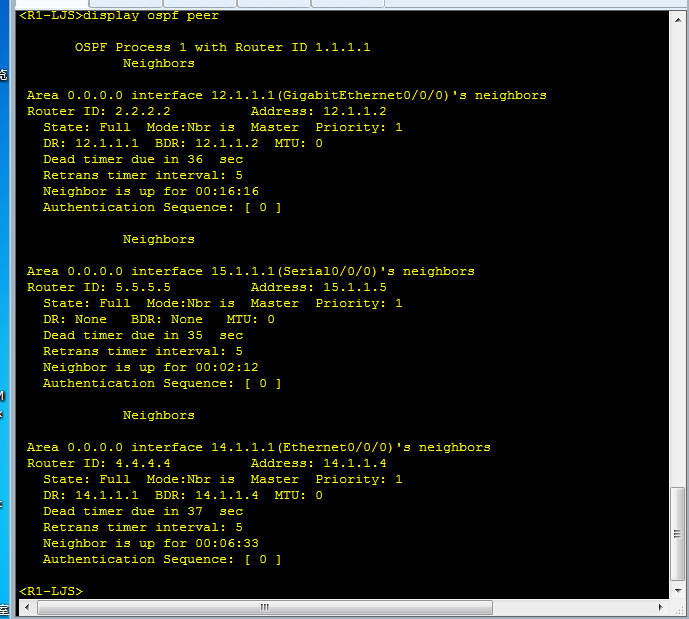 <R1-LJS>display ospf peer
OSPF Process 1 with Router ID 1.1.1.1
Neighbors
Area 0.0.0.0 interface 12.1.1.1(GigabitEthernet0/0/0)'s neighbors
Router ID: 2.2.2.2 Address: 12.1.1.2
State: Full Mode:Nbr is Master Priority: 1
DR: 12.1.1.1 BDR: 12.1.1.2 MTU: 0
Dead timer due in 36 sec
Retrans timer interval: 5
Neighbor is up for 00:16:16
Authentication Sequence: [ 0 ]
Neighbors
Area 0.0.0.0 interface 15.1.1.1(Serial0/0/0)'s neighbors
Router ID: 5.5.5.5 Address: 15.1.1.5
State: Full Mode:Nbr is Master Priority: 1
DR: None BDR: None MTU: 0
Dead timer due in 35 sec
Retrans timer interval: 5
Neighbor is up for 00:02:12
Authentication Sequence: [ 0 ]
Neighbors
Area 0.0.0.0 interface 14.1.1.1(Ethernet0/0/0)'s neighbors
Router ID: 4.4.4.4 Address: 14.1.1.4
State: Full Mode:Nbr is Master Priority: 1
DR: 14.1.1.1 BDR: 14.1.1.4 MTU: 0
Dead timer due in 37 sec
Retrans timer interval: 5
Neighbor is up for 00:06:33
Authentication Sequence: [ 0 ]
<R1-LJS>